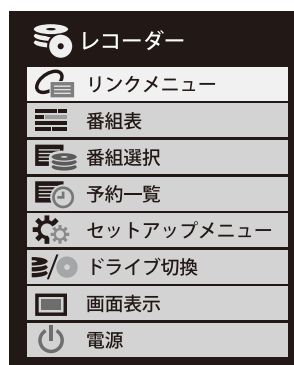 レコーダー
リンクメニュー
番組表
番組選択
予約一覧
セットアップメニュー
ドライブ切換
画面表示
電源